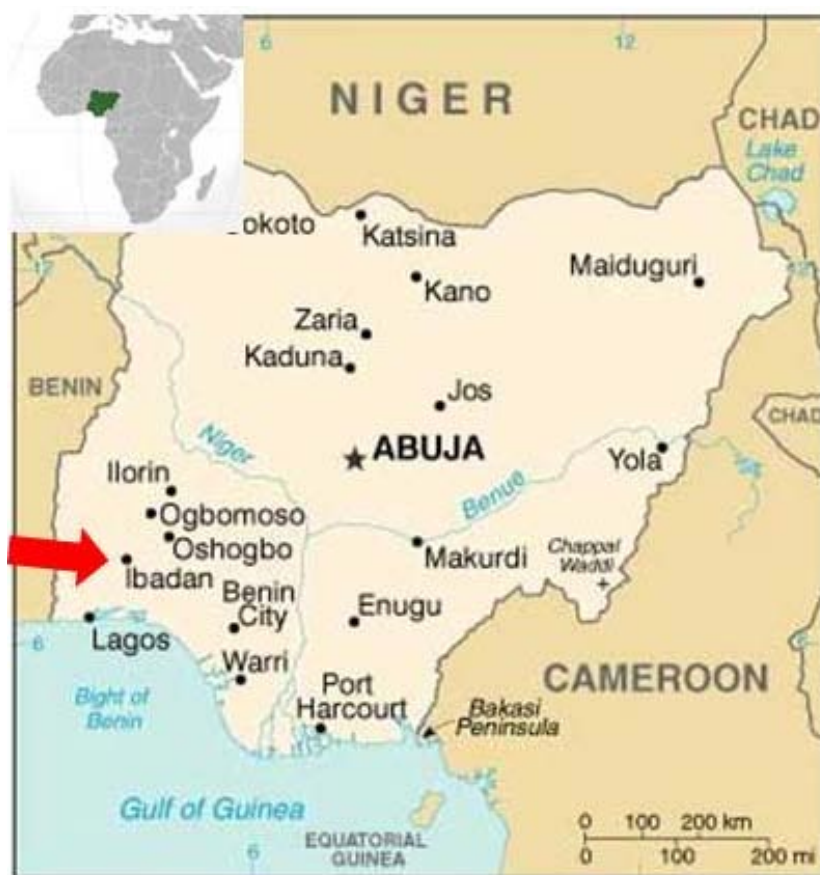 6
12
NIGER
CHAD
Lake
Chad
okoto
Katsina
Maiduguri
12
12
Kano
Zaria
Kaduna
BENIN
Jos
CHAD
Niger
ABUJA
Yola
Ilorin
Benue
Ogbomoso
Oshogbo
Makurdi
Chappal
Waddi
Ibadan
Benin
City
Enugu
Lagos
6
6
Warri
Port
Harcourt
CAMEROON
Bight of
Benin
Bakasi
Peninsula
Gulf of Guinea
EQUATORIAL
GUINEA
6
0 100 200 km
0 100 200 mi